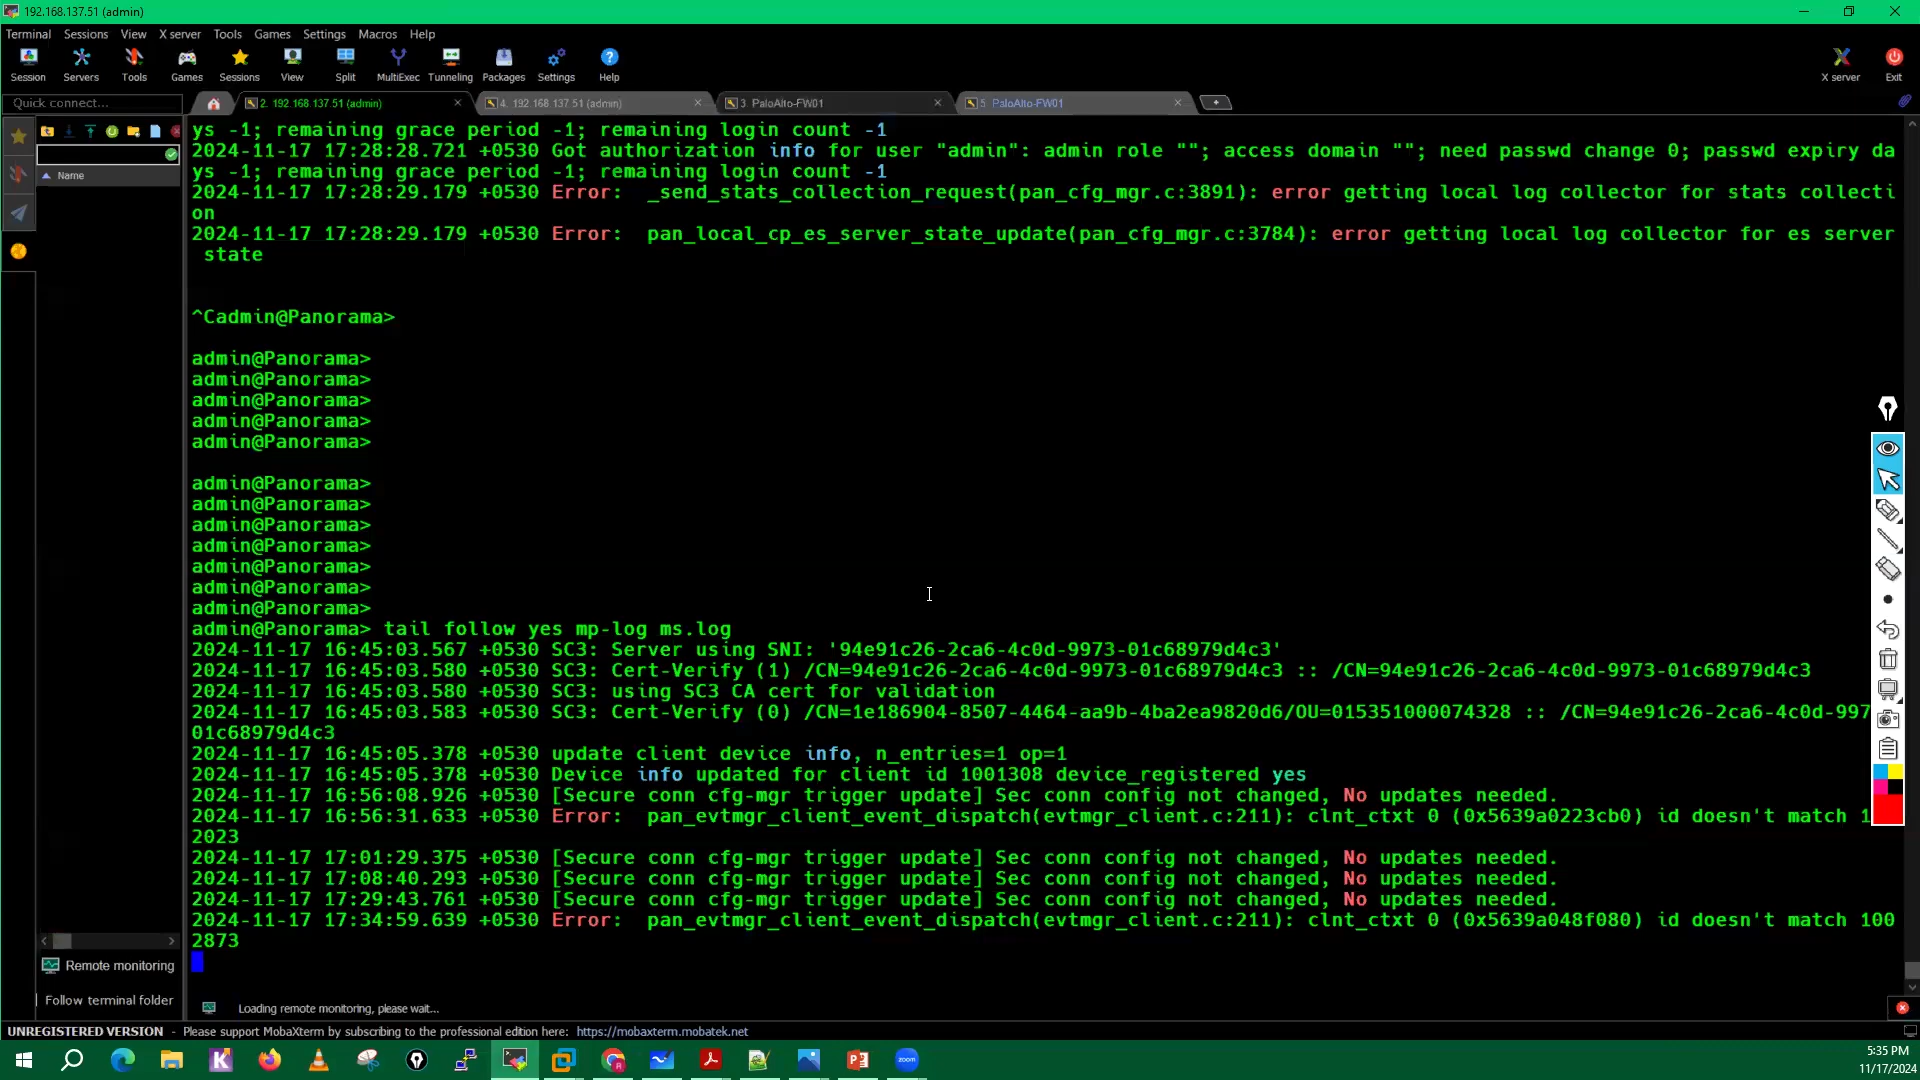 192.168.137.51 (admin)
Terminal Sessions View X server Tools Games Settings Macros Help
Session Servers Tools Games Sessions View Split MultiExec Tunneling Packages Settings Help X server Exit
Quick connect...
2. 192.168.137.51 (admin) 4. 192.168.137.51 (admin) 3. PaloAlto-FW01 5. PaloAlto-FW01
Name
ys -1; remaining grace period -1; remaining login count -1
2024-11-17 17:28:28.721 +0530 Got authorization info for user "admin": admin role ""; access domain ""; need passwd change 0; passwd expiry da
ys -1; remaining grace period -1; remaining login count -1
2024-11-17 17:28:29.179 +0530 Error:  _send_stats_collection_request(pan_cfg_mgr.c:3891): error getting local log collector for stats collecti
on
2024-11-17 17:28:29.179 +0530 Error:  pan_local_cp_es_server_state_update(pan_cfg_mgr.c:3784): error getting local log collector for es server
state
^Cadmin@Panorama>
admin@Panorama>
admin@Panorama>
admin@Panorama>
admin@Panorama>
admin@Panorama>
admin@Panorama>
admin@Panorama>
admin@Panorama>
admin@Panorama>
admin@Panorama>
admin@Panorama>
admin@Panorama>
admin@Panorama> tail follow yes mp-log ms.log
2024-11-17 16:45:03.567 +0530 SC3: Server using SNI: '94e91c26-2ca6-4c0d-9973-01c68979d4c3'
2024-11-17 16:45:03.580 +0530 SC3: Cert-Verify (1) /CN=94e91c26-2ca6-4c0d-9973-01c68979d4c3 :: /CN=94e91c26-2ca6-4c0d-9973-01c68979d4c3
2024-11-17 16:45:03.580 +0530 SC3: using SC3 CA cert for validation
2024-11-17 16:45:03.583 +0530 SC3: Cert-Verify (0) /CN=1e186904-8507-4464-aa9b-4ba2ea9820d6/OU=015351000074328 :: /CN=94e91c26-2ca6-4c0d-997
01c68979d4c3
2024-11-17 16:45:05.378 +0530 update client device info, n_entries=1 op=1
2024-11-17 16:45:05.378 +0530 Device info updated for client id 1001308 device_registered yes
2024-11-17 16:56:08.926 +0530 [Secure conn cfg-mgr trigger update] Sec conn config not changed, No updates needed.
2024-11-17 16:56:31.633 +0530 Error:  pan_evtmgr_client_event_dispatch(evtmgr_client.c:211): clnt_ctxt 0 (0x5639a0223cb0) id doesn't match 1
2023
2024-11-17 17:01:29.375 +0530 [Secure conn cfg-mgr trigger update] Sec conn config not changed, No updates needed.
2024-11-17 17:08:40.293 +0530 [Secure conn cfg-mgr trigger update] Sec conn config not changed, No updates needed.
2024-11-17 17:29:43.761 +0530 [Secure conn cfg-mgr trigger update] Sec conn config not changed, No updates needed.
2024-11-17 17:34:59.639 +0530 Error:  pan_evtmgr_client_event_dispatch(evtmgr_client.c:211): clnt_ctxt 0 (0x5639a048f080) id doesn't match 100
2873
Remote monitoring
Follow terminal folder
Loading remote monitoring, please wait...
UNREGISTERED VERSION - Please support MobaXterm by subscribing to the professional edition here: https://mobaxterm.mobatek.net
zoom
5:35 PM
11/17/2024